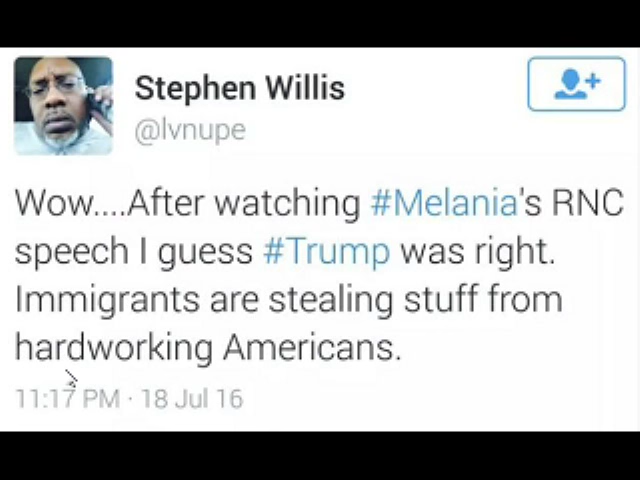 Stephen Willis
@lvnupe
Wow....After watching #Melania's RNC
speech I guess #Trump was right.
Immigrants are stealing stuff from
hardworking Americans.
11:17 PM · 18 Jul 16